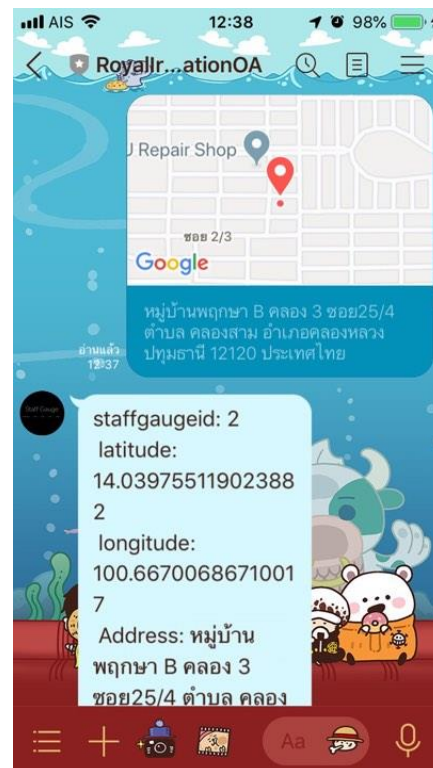 AIS 12:38 98%
RoyalIr...ationOA
J Repair Shop
ซอย 2/3
Google
หมู่บ้านพฤกษา B คลอง 3 ซอย25/4
ตำบล คลองสาม อำเภอคลองหลวง
ปทุมธานี 12120 ประเทศไทย
อ่านแล้ว
12:37
Staff Gauge
staffgaugeid: 2
latitude:
14.03975511902388
2
longitude:
100.6670068671001
7
Address: หมู่บ้าน
พฤกษา B คลอง 3
ซอย25/4 ตำบล คลอง
Aa